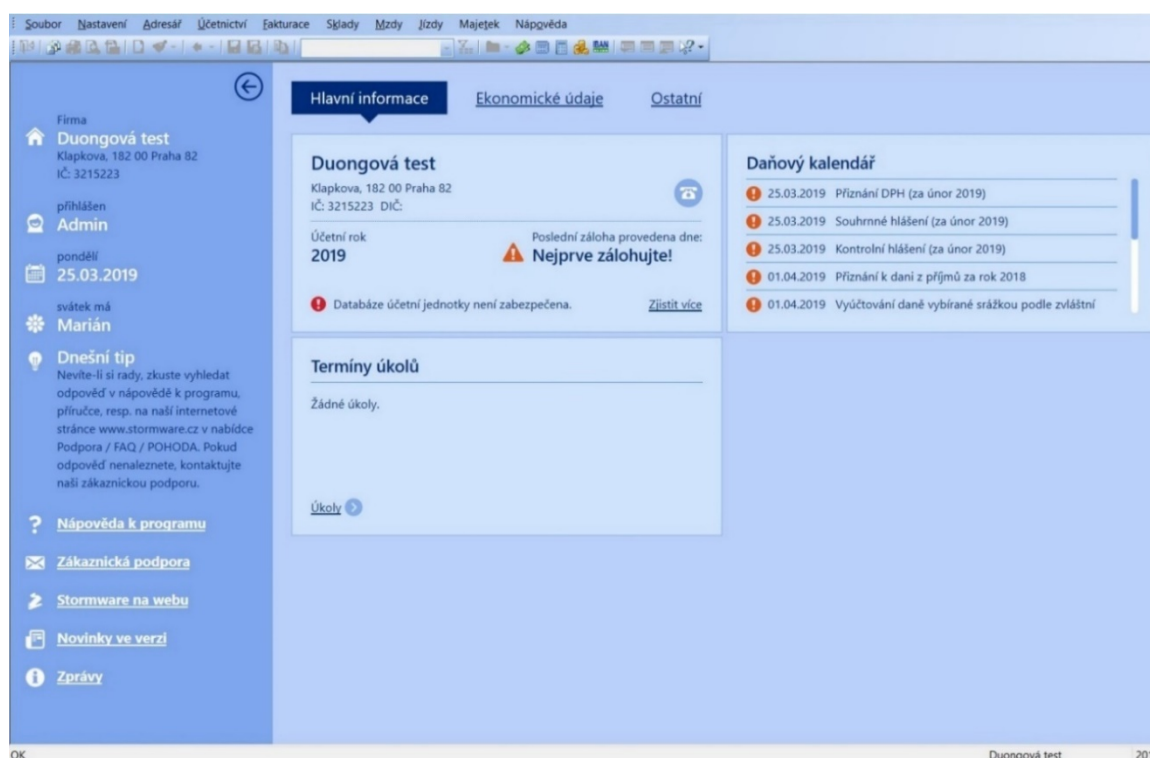 Soubor Nastavení Adresář Účetnictví Fakturace Sklady Mzdy Jízdy Majetek Nápověda
Firma
Duongová test
Klapkova, 182 00 Praha 82
IČ: 3215223
přihlášen
Admin
pondělí
25.03.2019
svátek má
Marián
Dnešní tip
Nevíte-li si rady, zkuste vyhledat
odpověď v nápovědě k programu,
příručce, resp. na naší internetové
stránce www.stormware.cz v nabídce
Podpora / FAQ / POHODA. Pokud
odpověď nenaleznete, kontaktujte
naši zákaznickou podporu.
Nápověda k programu
Zákaznická podpora
Stormware na webu
Novinky ve verzi
Zprávy
Hlavní informace Ekonomické údaje Ostatní
Duongová test
Klapkova, 182 00 Praha 82
IČ: 3215223 DIČ:
Účetní rok
2019
Poslední záloha provedena dne:
Nejprve zálohujte!
Databáze účetní jednotky není zabezpečena. Zjistit více
Daňový kalendář
25.03.2019 Přiznání DPH (za únor 2019)
25.03.2019 Souhrnné hlášení (za únor 2019)
25.03.2019 Kontrolní hlášení (za únor 2019)
01.04.2019 Přiznání k dani z příjmů za rok 2018
01.04.2019 Vyúčtování daně vybírané srážkou podle zvláštní
Termíny úkolů
Žádné úkoly.
Úkoly
OK Duongová test 201